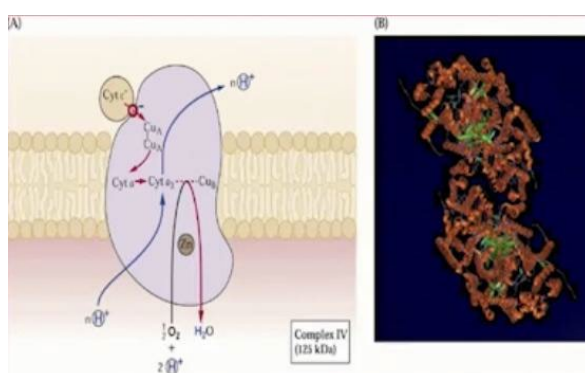 (A)
(B)
Cyt c
e-
n H+
CuA
CuA
Cyt a
Cyt a3
CuB
Zn
n H+
½ O2
H2O
+
2 H+
Complex IV
(125 kDa)